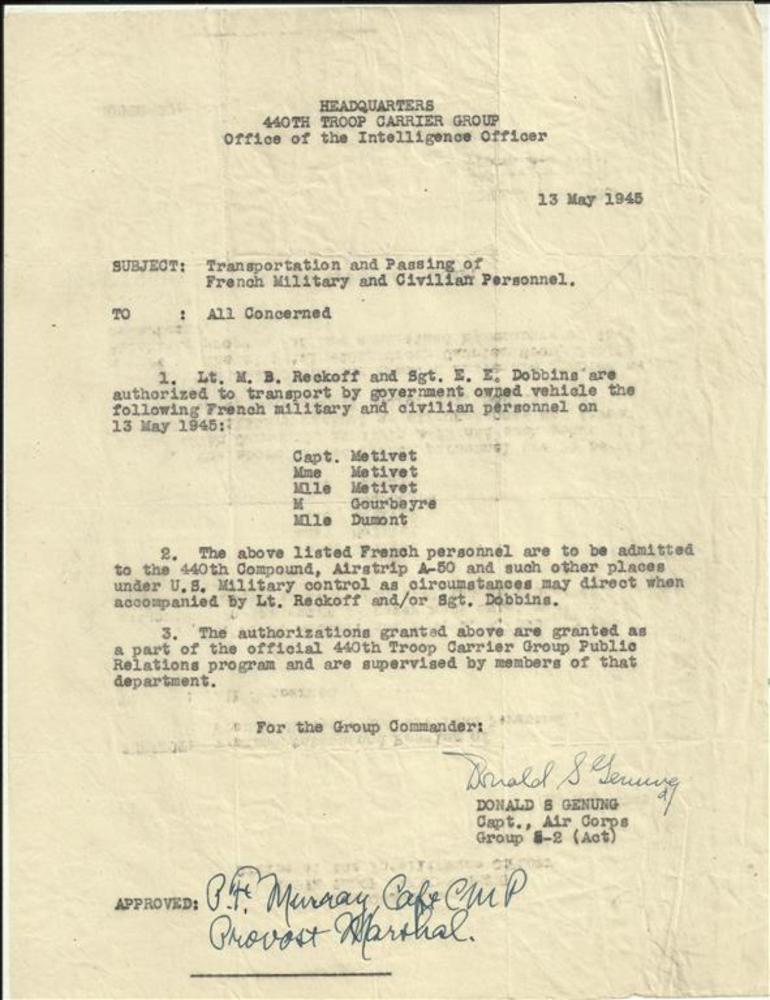 HEADQUARTERS
440TH TROOP CARRIER GROUP
Office of the Intelligence Officer
13 May 1945
SUBJECT: Transportation and Passing of
French Military and Civilian Personnel.
TO : All Concerned
1. Lt. M. B. Reckoff and Sgt. E. E. Dobbins are
authorized to transport by government owned vehicle the
following French military and civilian personnel on
13 May 1945:
Capt. Metivet
Mme Metivet
Mlle Metivet
M Gourbeyre
Mlle Dumont
2. The above listed French personnel are to be admitted
to the 440th Compound, Airstrip A-50 and such other places
under U.S. Military control as circumstances may direct when
accompanied by Lt. Reckoff and/or Sgt. Dobbins.
3. The authorizations granted above are granted as
a part of the official 440th Troop Carrier Group Public
Relations program and are supervised by members of that
department.
For the Group Commander:
Donald S Genung
DONALD S GENUNG
Capt., Air Corps
Group S-2 (Act)
APPROVED: P.F. Murray, Capt CMP
Provost Marshal.